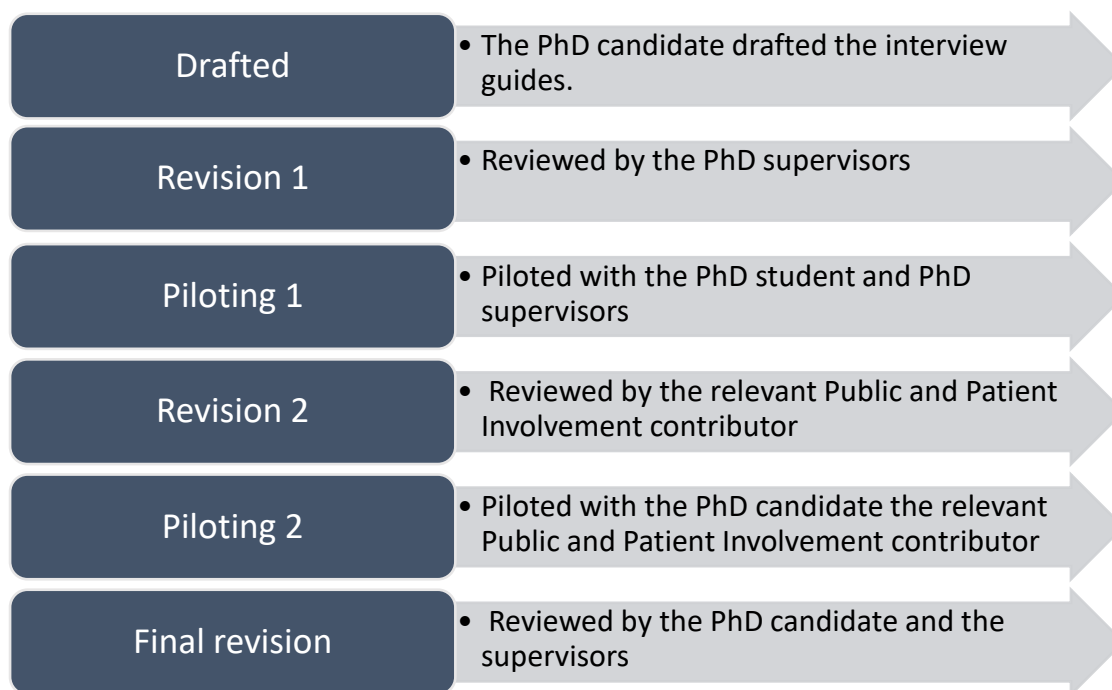 Drafted
• The PhD candidate drafted the interview
guides.
Revision 1
• Reviewed by the PhD supervisors
Piloting 1
• Piloted with the PhD student and PhD
supervisors
Revision 2
• Reviewed by the relevant Public and Patient
Involvement contributor
Piloting 2
• Piloted with the PhD candidate the relevant
Public and Patient Involvement contributor
Final revision
• Reviewed by the PhD candidate and the
supervisors